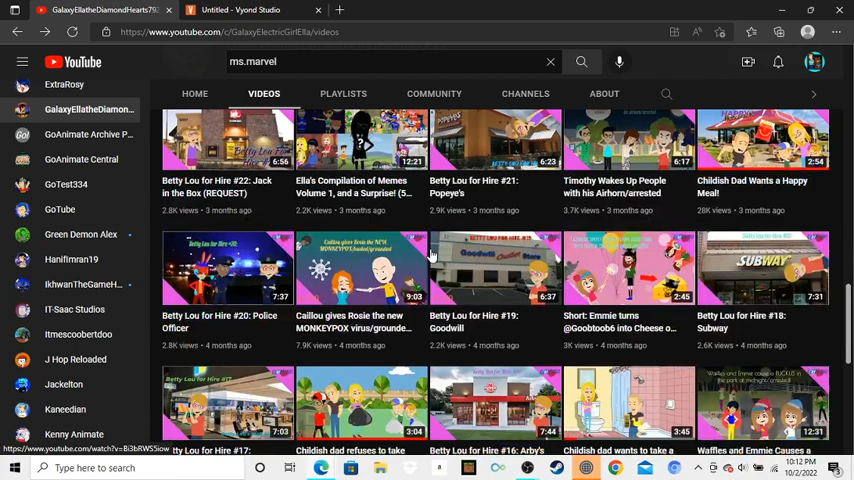 GalaxyEllatheDiamondHearts792
Untitled - Vyond Studio
https://www.youtube.com/c/GalaxyElectricGirlElla/videos
YouTube
ms.marvel
HOME VIDEOS PLAYLISTS COMMUNITY CHANNELS ABOUT
ExtraRosy
GalaxyEllatheDiamon...
GoAnimate Archive P...
GoAnimate Central
GoTest334
GoTube
Green Demon Alex
Hanifimran19
IkhwanTheGameH...
IT-Saac Studios
Itmescoobertdoo
J Hop Reloaded
Jackelton
Kaneedian
Kenny Animate
6:56 12:21 6:23 6:17 2:54
Betty Lou for Hire #22: Jack in the Box (REQUEST)
2.8K views • 3 months ago
Ella's Compilation of Memes Volume 1, and a Surprise! (5...
2.2K views • 3 months ago
Betty Lou for Hire #21: Popeye's
2.9K views • 3 months ago
Timothy Wakes Up People with his Airhorn/arrested
3.7K views • 3 months ago
Childish Dad Wants a Happy Meal!
28K views • 3 months ago
7:37 9:03 6:37 2:45 7:31
Betty Lou for Hire #20: Police Officer
2.8K views • 4 months ago
Caillou gives Rosie the new MONKEYPOX virus/grounde...
7.9K views • 4 months ago
Betty Lou for Hire #19: Goodwill
2.2K views • 4 months ago
Short: Emmie turns @Goobtoob6 into Cheese o...
3K views • 4 months ago
Betty Lou for Hire #18: Subway
2.6K views • 4 months ago
7:03 3:04 7:44 3:45 12:31
Betty Lou for Hire #17:
Childish dad refuses to take
Betty Lou for Hire #16: Arby's
Childish dad wants to take a
Waffles and Emmie Causes a
https://www.youtube.com/watch?v=Bi3bRWS5iow
Type here to search
10:12 PM
10/2/2022